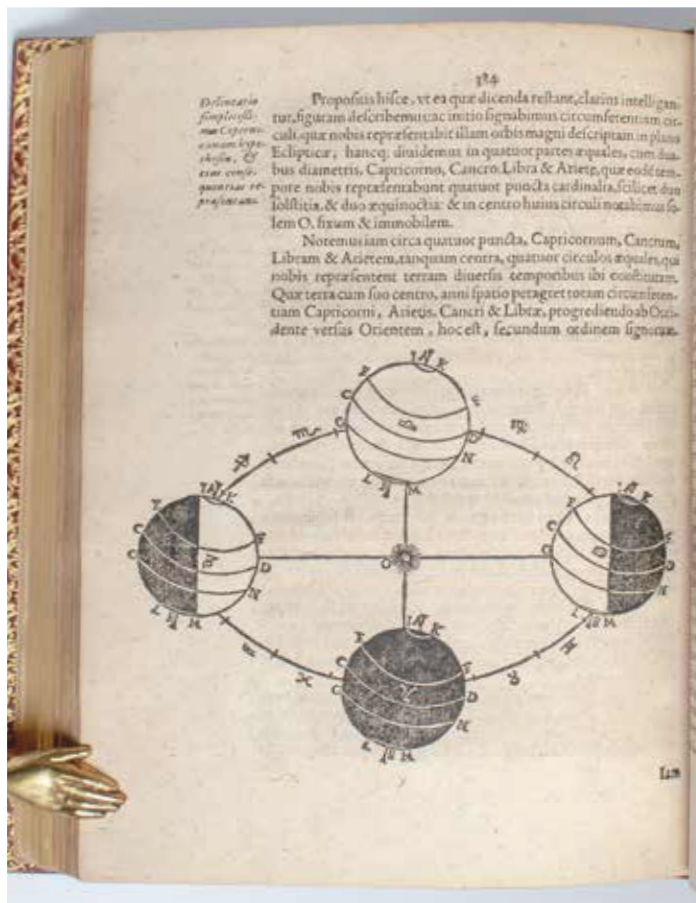 384
Delineatio
simplicissi-
ma Coperni-
canam hypo-
thesin, &
eius conse-
quentias re-
præsentans.
Propositis hisce, vt ea quæ dicenda restant, clarius intelligan-
tur, figuram describemus: ac initio signabimus circumferentiam cir-
culi, quæ nobis repræsentabit illam orbis magni descriptam in plano
Eclipticæ, hancq; diuidemus in quatuor partes æquales, cum dua-
bus diametris, Capricorno, Cancro, Libra & Ariete, quæ eodē tem-
pore nobis repræsentabunt quatuor puncta cardinalia, scilicet duo
solstitia, & duo æquinoctia: & in centro huius circuli notabimus so-
lem O, fixum & immobilem.
Notemus iam circa quatuor puncta, Capricornum, Cancrum,
Libram & Arietem, tanquam centra, quatuor circulos æquales, qui
nobis repræsentent terram diuersis temporibus ibi constitutam.
Quæ terra cum suo centro, anni spatio peragret totam circumferen-
tiam Capricorni, Arietis, Cancri & Libræ, progrediendo ab Occi-
dente versus Orientem, hoc est, secundum ordinem signorum.
I A K
E
F
C
♎
C
D
N
L B M
♏
♍
♐
♌
I A K
E
F
C
♑
C
D
N
L B M
O
I A K
E
F
C
♋
C
D
N
L B M
♒
♊
♓
♉
I A K
E
F
C
♈
C
D
N
L B M